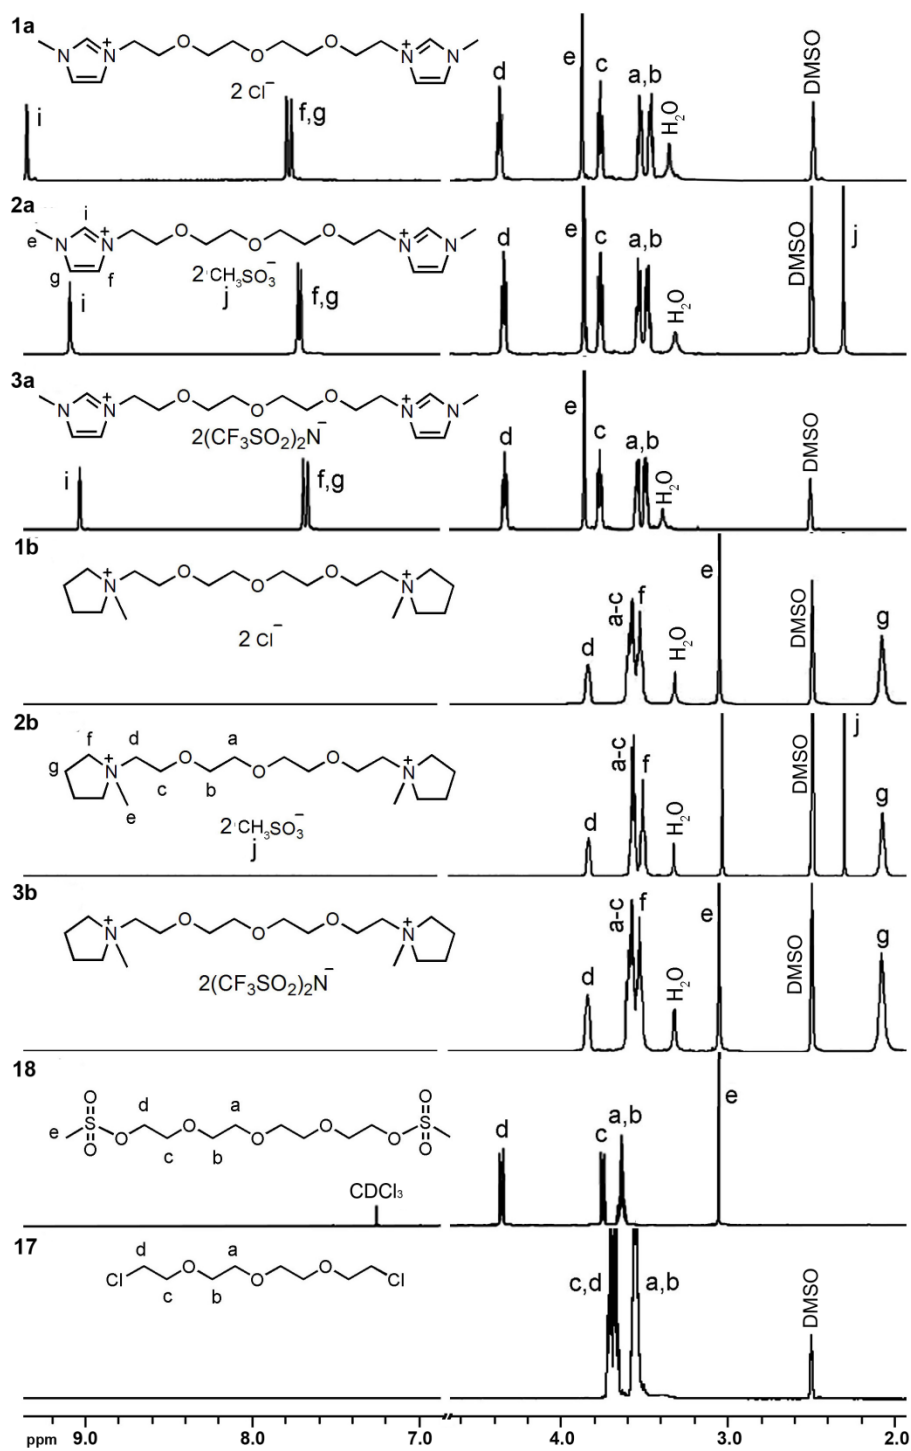 1a
N N + O O O N + N
2 Cl⁻
i f,g d e c a,b H₂O DMSO
2a
e N i N + O O O N + N
g f
2 CH₃SO₃⁻
j
i f,g d e c a,b H₂O DMSO j
3a
N N + O O O N + N
2(CF₃SO₂)₂N⁻
i f,g d e c a,b H₂O DMSO
1b
N + O O O N +
2 Cl⁻
d a-c f H₂O e DMSO g
2b
f d a
g N + O O O N +
c b
e
2 CH₃SO₃⁻
j
d a-c f H₂O DMSO j g
3b
N + O O O N +
2(CF₃SO₂)₂N⁻
d a-c f H₂O e DMSO g
18
O d a O
e S O O O O O S
O c b O
CDCl₃
d c a,b e
17
d a
Cl O O O Cl
c b
c,d a,b DMSO
ppm 9.0 8.0 7.0 4.0 3.0 2.0